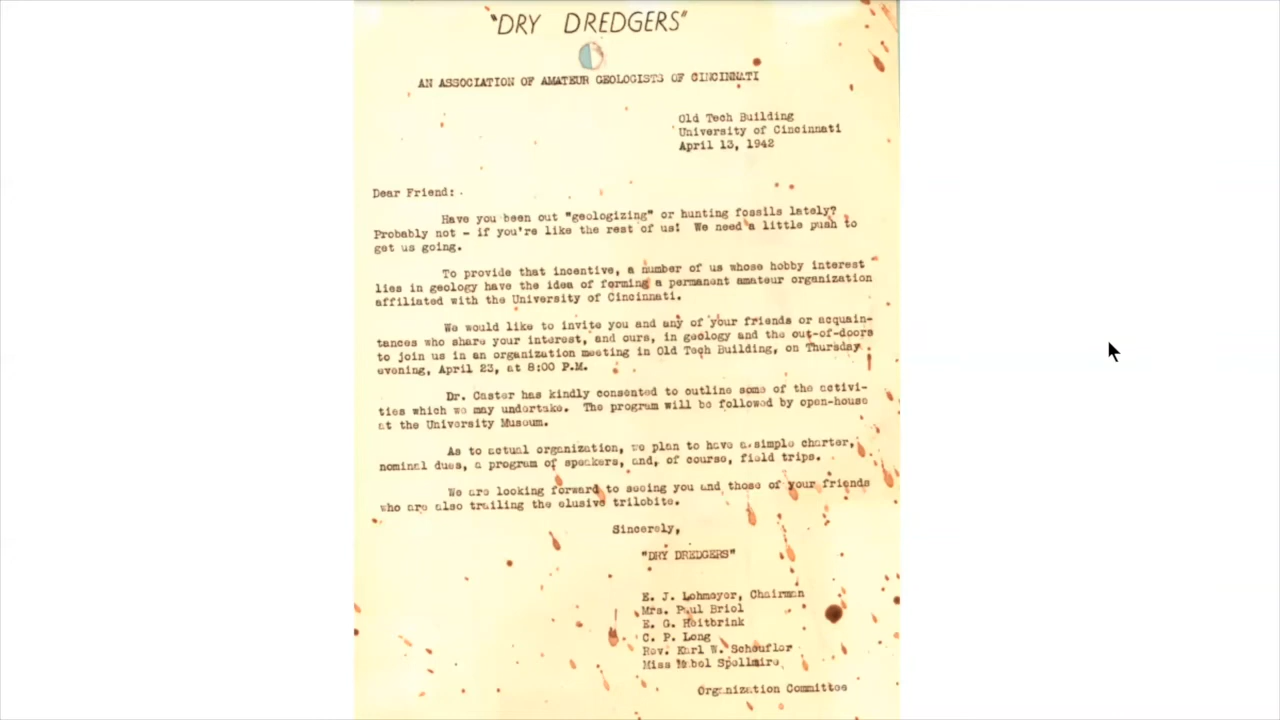 "DRY DREDGERS"
AN ASSOCIATION OF AMATEUR GEOLOGISTS OF CINCINNATI
Old Tech Building
University of Cincinnati
April 13, 1942
Dear Friend:
Have you been out "geologizing" or hunting fossils lately?
Probably not - if you're like the rest of us! We need a little push to
get us going.
To provide that incentive, a number of us whose hobby interest
lies in geology have the idea of forming a permanent amateur organization
affiliated with the University of Cincinnati.
We would like to invite you and any of your friends or acquain-
tances who share your interest, and ours, in geology and the out-of-doors
to join us in an organization meeting in Old Tech Building, on Thursday
evening, April 23, at 8:00 P.M.
Dr. Caster has kindly consented to outline some of the activi-
ties which we may undertake. The program will be followed by open-house
at the University Museum.
As to actual organization, we plan to have a simple charter,
nominal dues, a program of speakers, and, of course, field trips.
We are looking forward to seeing you and those of your friends
who are also trailing the elusive trilobite.
Sincerely,
"DRY DREDGERS"
E. J. Lohmeyer, Chairman
Mrs. Paul Briol
E. G. Heitbrink
C. P. Long
Rev. Karl W. Scheufler
Miss Mabel Spellmire
Organization Committee